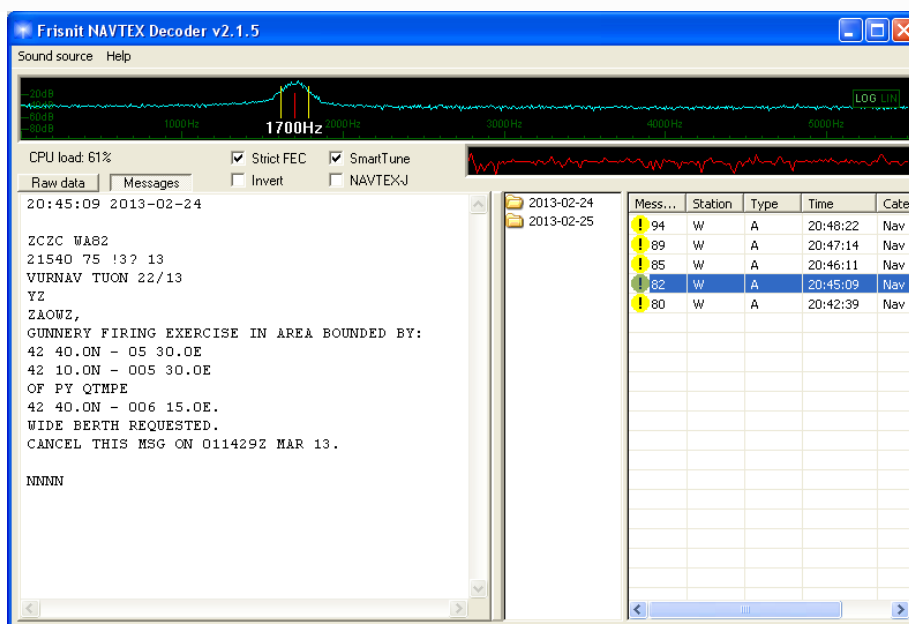 Frisnit NAVTEX Decoder v2.1.5
Sound source Help
-20dB
-60dB
-80dB
LOG LIN
1000Hz 1700Hz 2000Hz 3000Hz 4000Hz 5000Hz
CPU load: 61% Strict FEC SmartTune
Raw data Messages Invert NAVTEX-J
20:45:09 2013-02-24
ZCZC WA82
21540 75 !3? 13
VURNAV TUON 22/13
YZ
ZAOWZ,
GUNNERY FIRING EXERCISE IN AREA BOUNDED BY:
42 40.0N - 05 30.0E
42 10.0N - 005 30.0E
OF PY QTMPE
42 40.0N - 006 15.0E.
WIDE BERTH REQUESTED.
CANCEL THIS MSG ON 011429Z MAR 13.
NNNN
2013-02-24
2013-02-25
Mess... Station Type Time Cate
94 W A 20:48:22 Nav
89 W A 20:47:14 Nav
85 W A 20:46:11 Nav
82 W A 20:45:09 Nav
80 W A 20:42:39 Nav